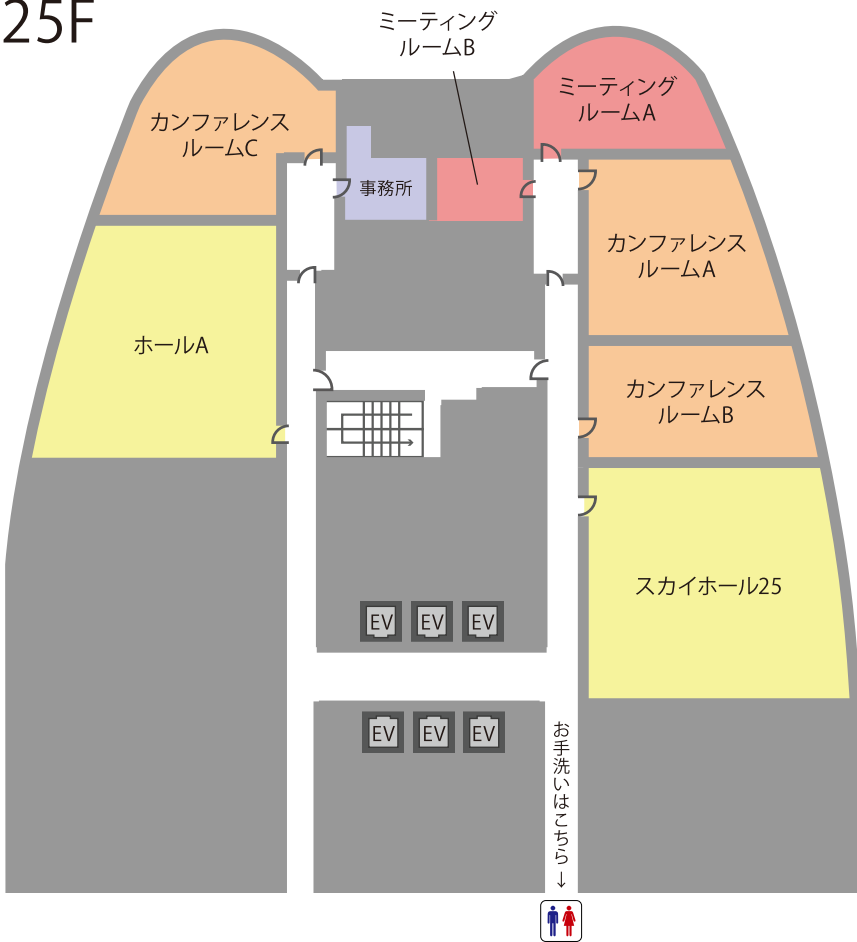 25F
ミーティング
ルームB
ミーティング
ルームA
カンファレンス
ルームC
事務所
カンファレンス
ルームA
ホールA
カンファレンス
ルームB
スカイホール25
EV EV EV
EV EV EV
お手洗いはこちら→